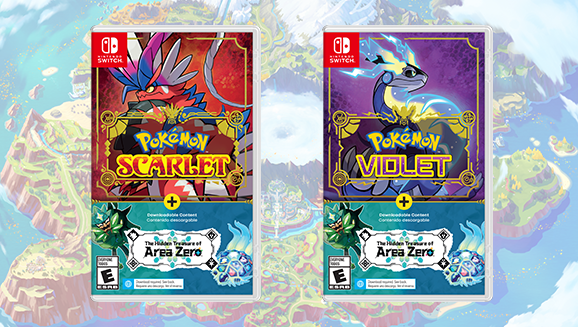 NINTENDO
SWITCH
POKéMON
SCARLET
+
Downloadable Content
Contenido descargable
The Hidden Treasure of
Area Zero
EVERYONE
E
ESRB
NINTENDO
SWITCH
POKéMON
VIOLET
+
Downloadable Content
Contenido descargable
The Hidden Treasure of
Area Zero
EVERYONE
E
ESRB